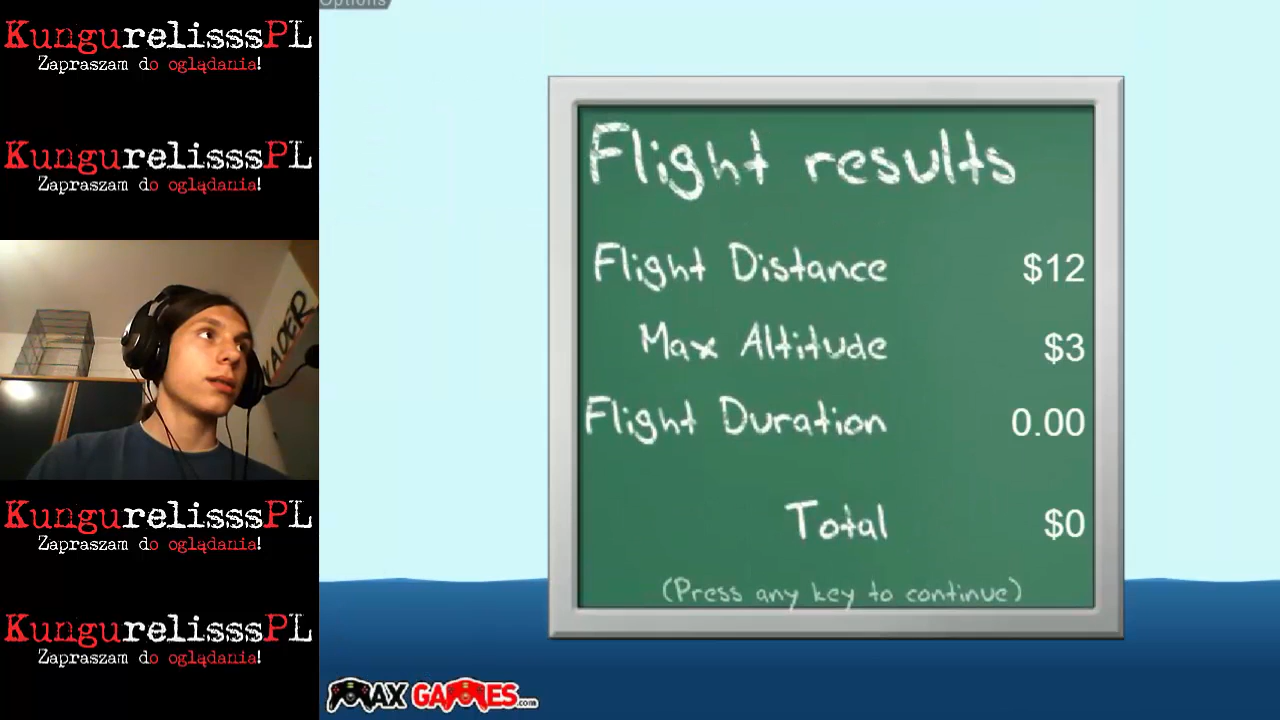 KungurelisssPL
Zapraszam do oglądania!
KungurelisssPL
Zapraszam do oglądania!
KungurelisssPL
Zapraszam do oglądania!
KungurelisssPL
Zapraszam do oglądania!
Options
Flight results
Flight Distance $12
Max Altitude $3
Flight Duration 0.00
Total $0
(Press any key to continue)
MAX GAMES.com